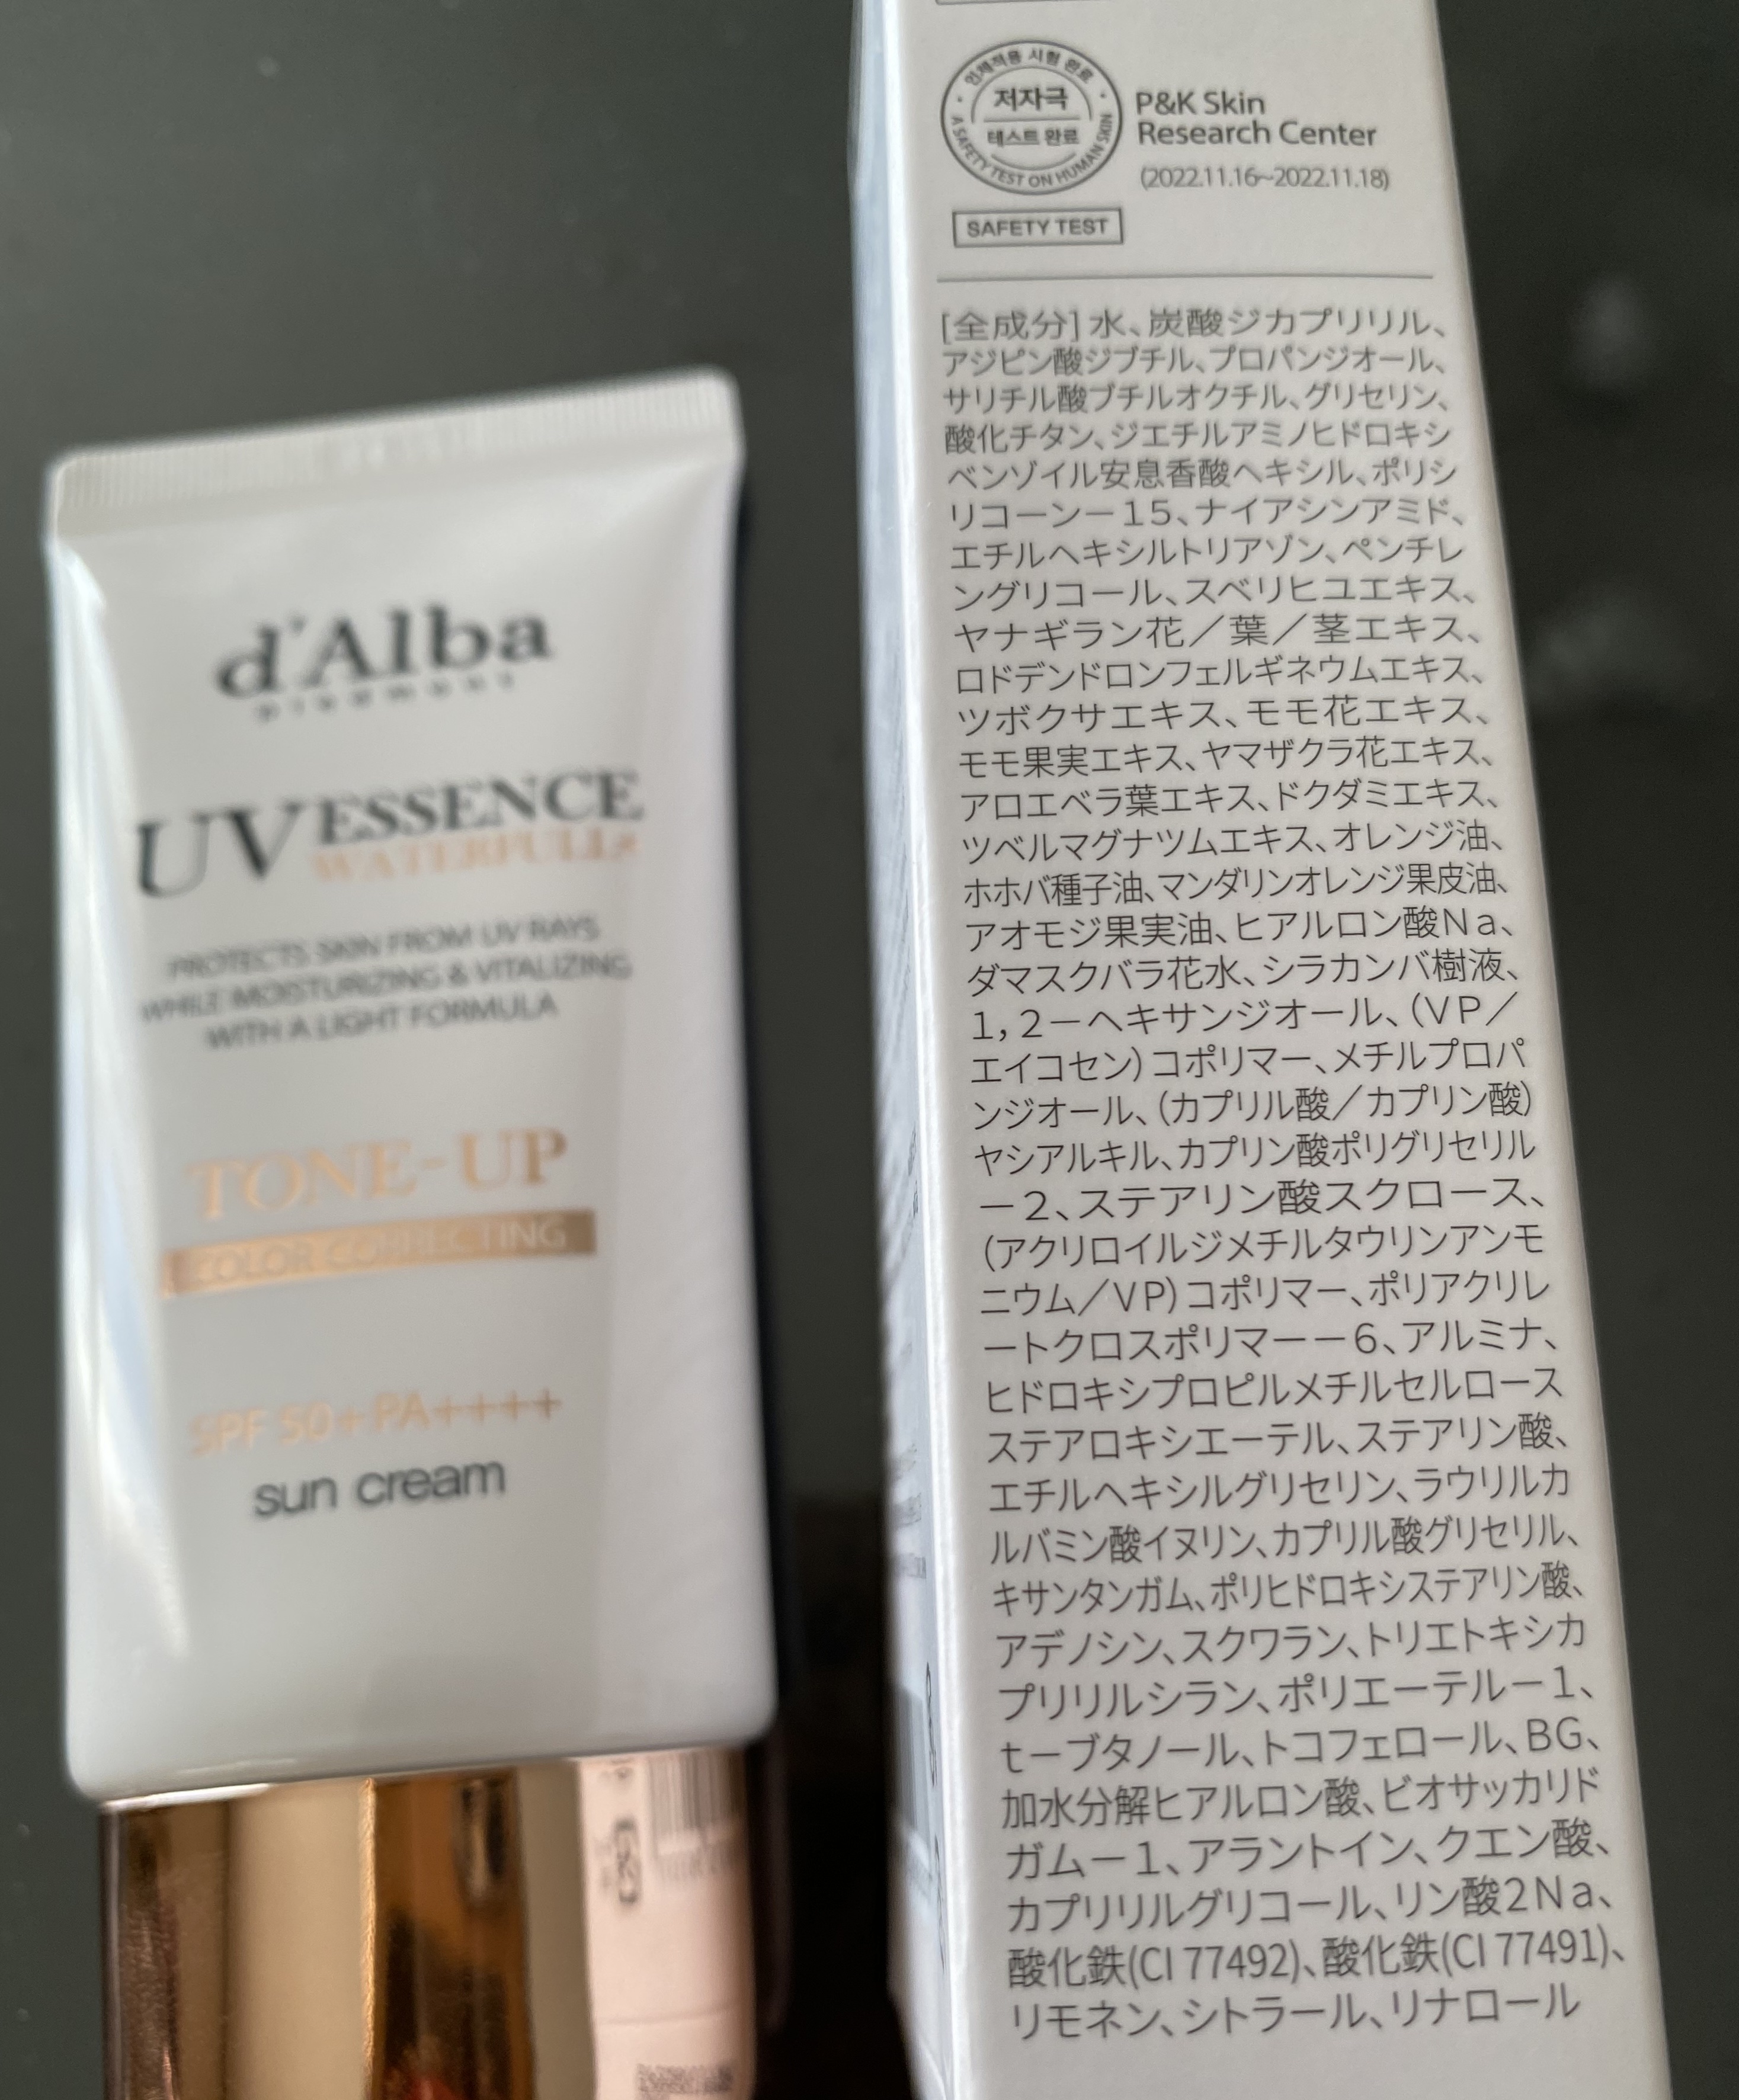 d'Alba
piedmont
UV ESSENCE
WATERFULL
PROTECTS SKIN FROM UV RAYS
WHILE MOISTURIZING & VITALIZING
WITH A LIGHT FORMULA
TONE-UP
COLOR CORRECTING
SPF 50+ PA++++
sun cream
인체적용 시험 완료
저자극
테스트 완료
A SAFETY TEST ON HUMAN SKIN
P&K Skin
Research Center
(2022.11.16~2022.11.18)
SAFETY TEST
[全成分] 水、炭酸ジカプリリル、
アジピン酸ジブチル、プロパンジオール、
サリチル酸ブチルオクチル、グリセリン、
酸化チタン、ジエチルアミノヒドロキシ
ベンゾイル安息香酸ヘキシル、ポリシ
リコーンー15、ナイアシンアミド、
エチルヘキシルトリアゾン、ペンチレ
ングリコール、スベリヒユエキス、
ヤナギラン花／葉／茎エキス、
ロドデンドロンフェルギネウムエキス、
ツボクサエキス、モモ花エキス、
モモ果実エキス、ヤマザクラ花エキス、
アロエベラ葉エキス、ドクダミエキス、
ツベルマグナツムエキス、オレンジ油、
ホホバ種子油、マンダリンオレンジ果皮油、
アオモジ果実油、ヒアルロン酸Ｎａ、
ダマスクバラ花水、シラカンバ樹液、
1，2－ヘキサンジオール、（ＶＰ／
エイコセン）コポリマー、メチルプロパ
ンジオール、（カプリル酸／カプリン酸）
ヤシアルキル、カプリン酸ポリグリセリル
－2、ステアリン酸スクロース、
（アクリロイルジメチルタウリンアンモ
ニウム／VP）コポリマー、ポリアクリレ
ートクロスポリマー－6、アルミナ、
ヒドロキシプロピルメチルセルロース
ステアロキシエーテル、ステアリン酸、
エチルヘキシルグリセリン、ラウリルカ
ルバミン酸イヌリン、カプリル酸グリセリル、
キサンタンガム、ポリヒドロキシステアリン酸、
アデノシン、スクワラン、トリエトキシカ
プリリルシラン、ポリエーテル－1、
t－ブタノール、トコフェロール、BG、
加水分解ヒアルロン酸、ビオサッカリド
ガム－1、アラントイン、クエン酸、
カプリリルグリコール、リン酸2Ｎａ、
酸化鉄(CI 77492)、酸化鉄(CI 77491)、
リモネン、シトラール、リナロール